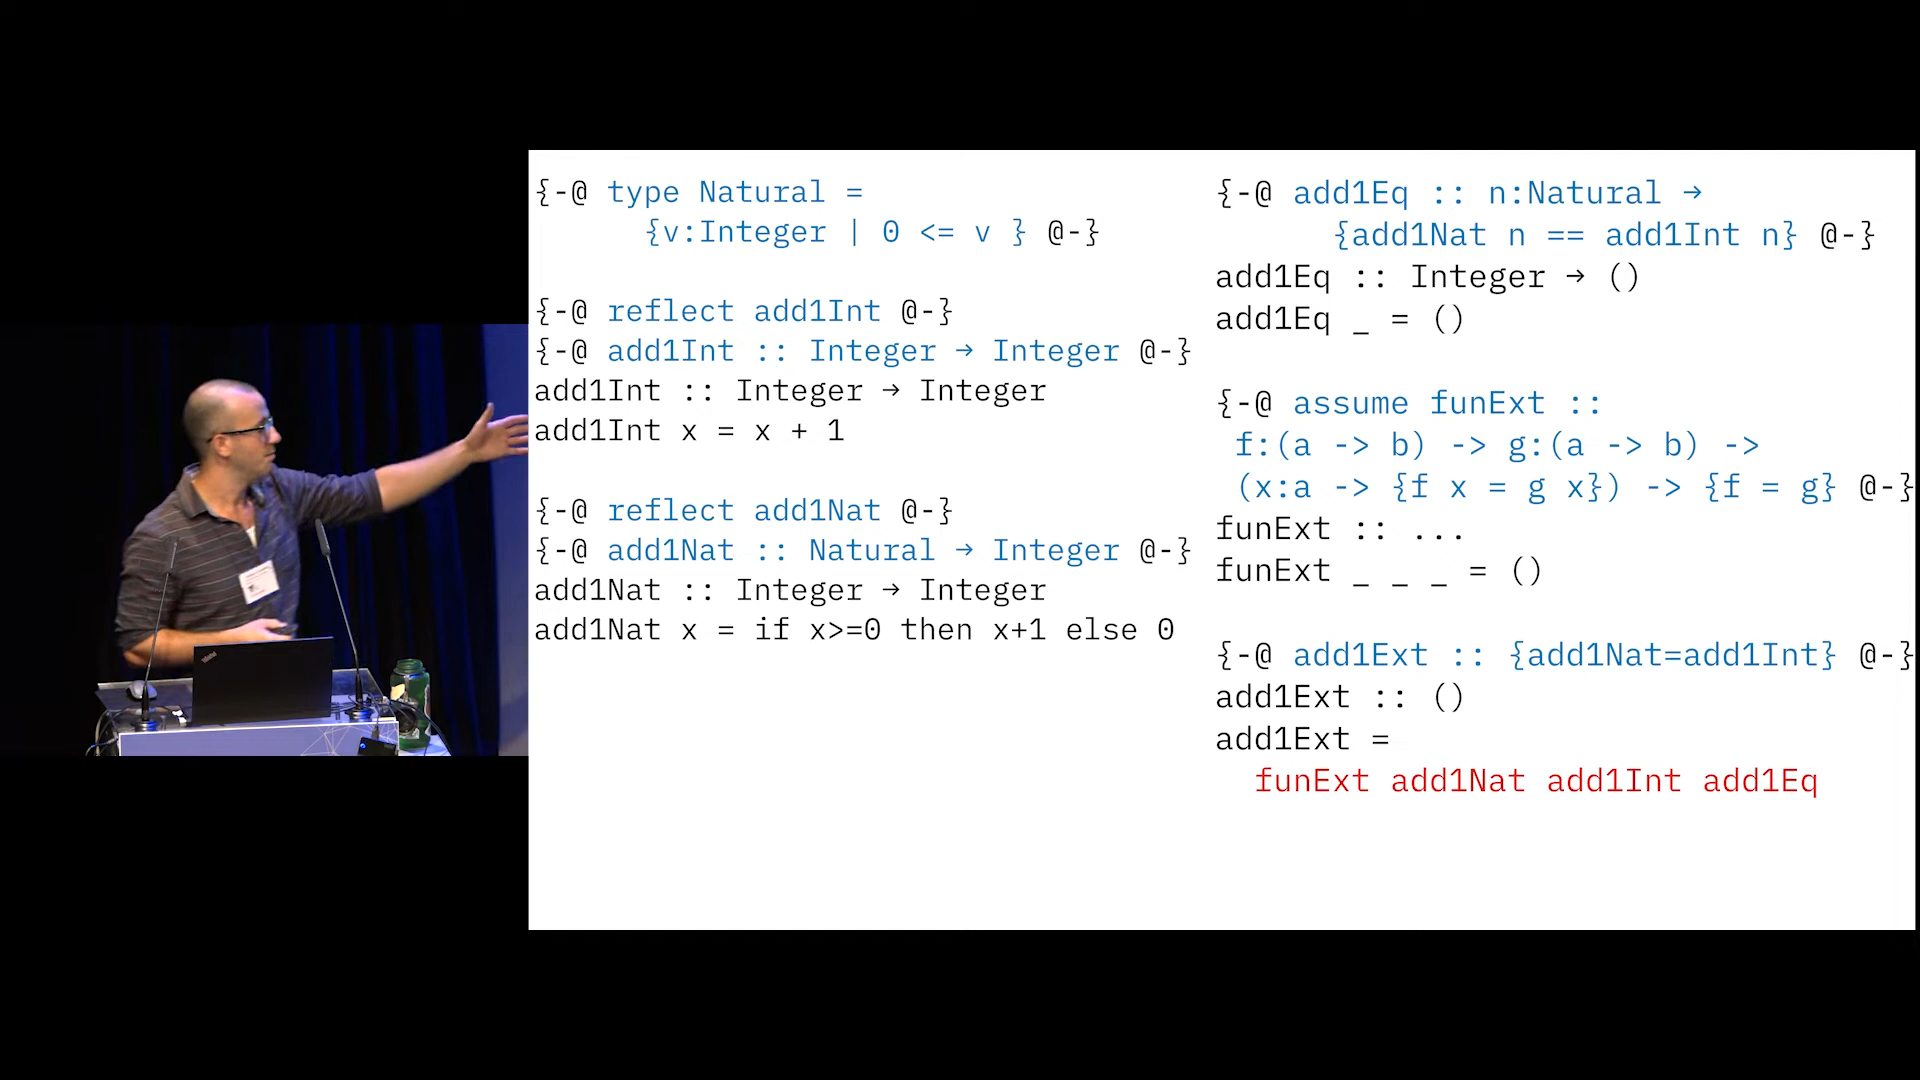 {-@ type Natural =
{v:Integer | 0 <= v } @-}
{-@ reflect add1Int @-}
{-@ add1Int :: Integer → Integer @-}
add1Int :: Integer → Integer
add1Int x = x + 1
{-@ reflect add1Nat @-}
{-@ add1Nat :: Natural → Integer @-}
add1Nat :: Integer → Integer
add1Nat x = if x>=0 then x+1 else 0
{-@ add1Eq :: n:Natural →
{add1Nat n == add1Int n} @-}
add1Eq :: Integer → ()
add1Eq _ = ()
{-@ assume funExt ::
f:(a -> b) -> g:(a -> b) ->
(x:a -> {f x = g x}) -> {f = g} @-}
funExt :: ...
funExt _ _ _ = ()
{-@ add1Ext :: {add1Nat=add1Int} @-}
add1Ext :: ()
add1Ext =
funExt add1Nat add1Int add1Eq